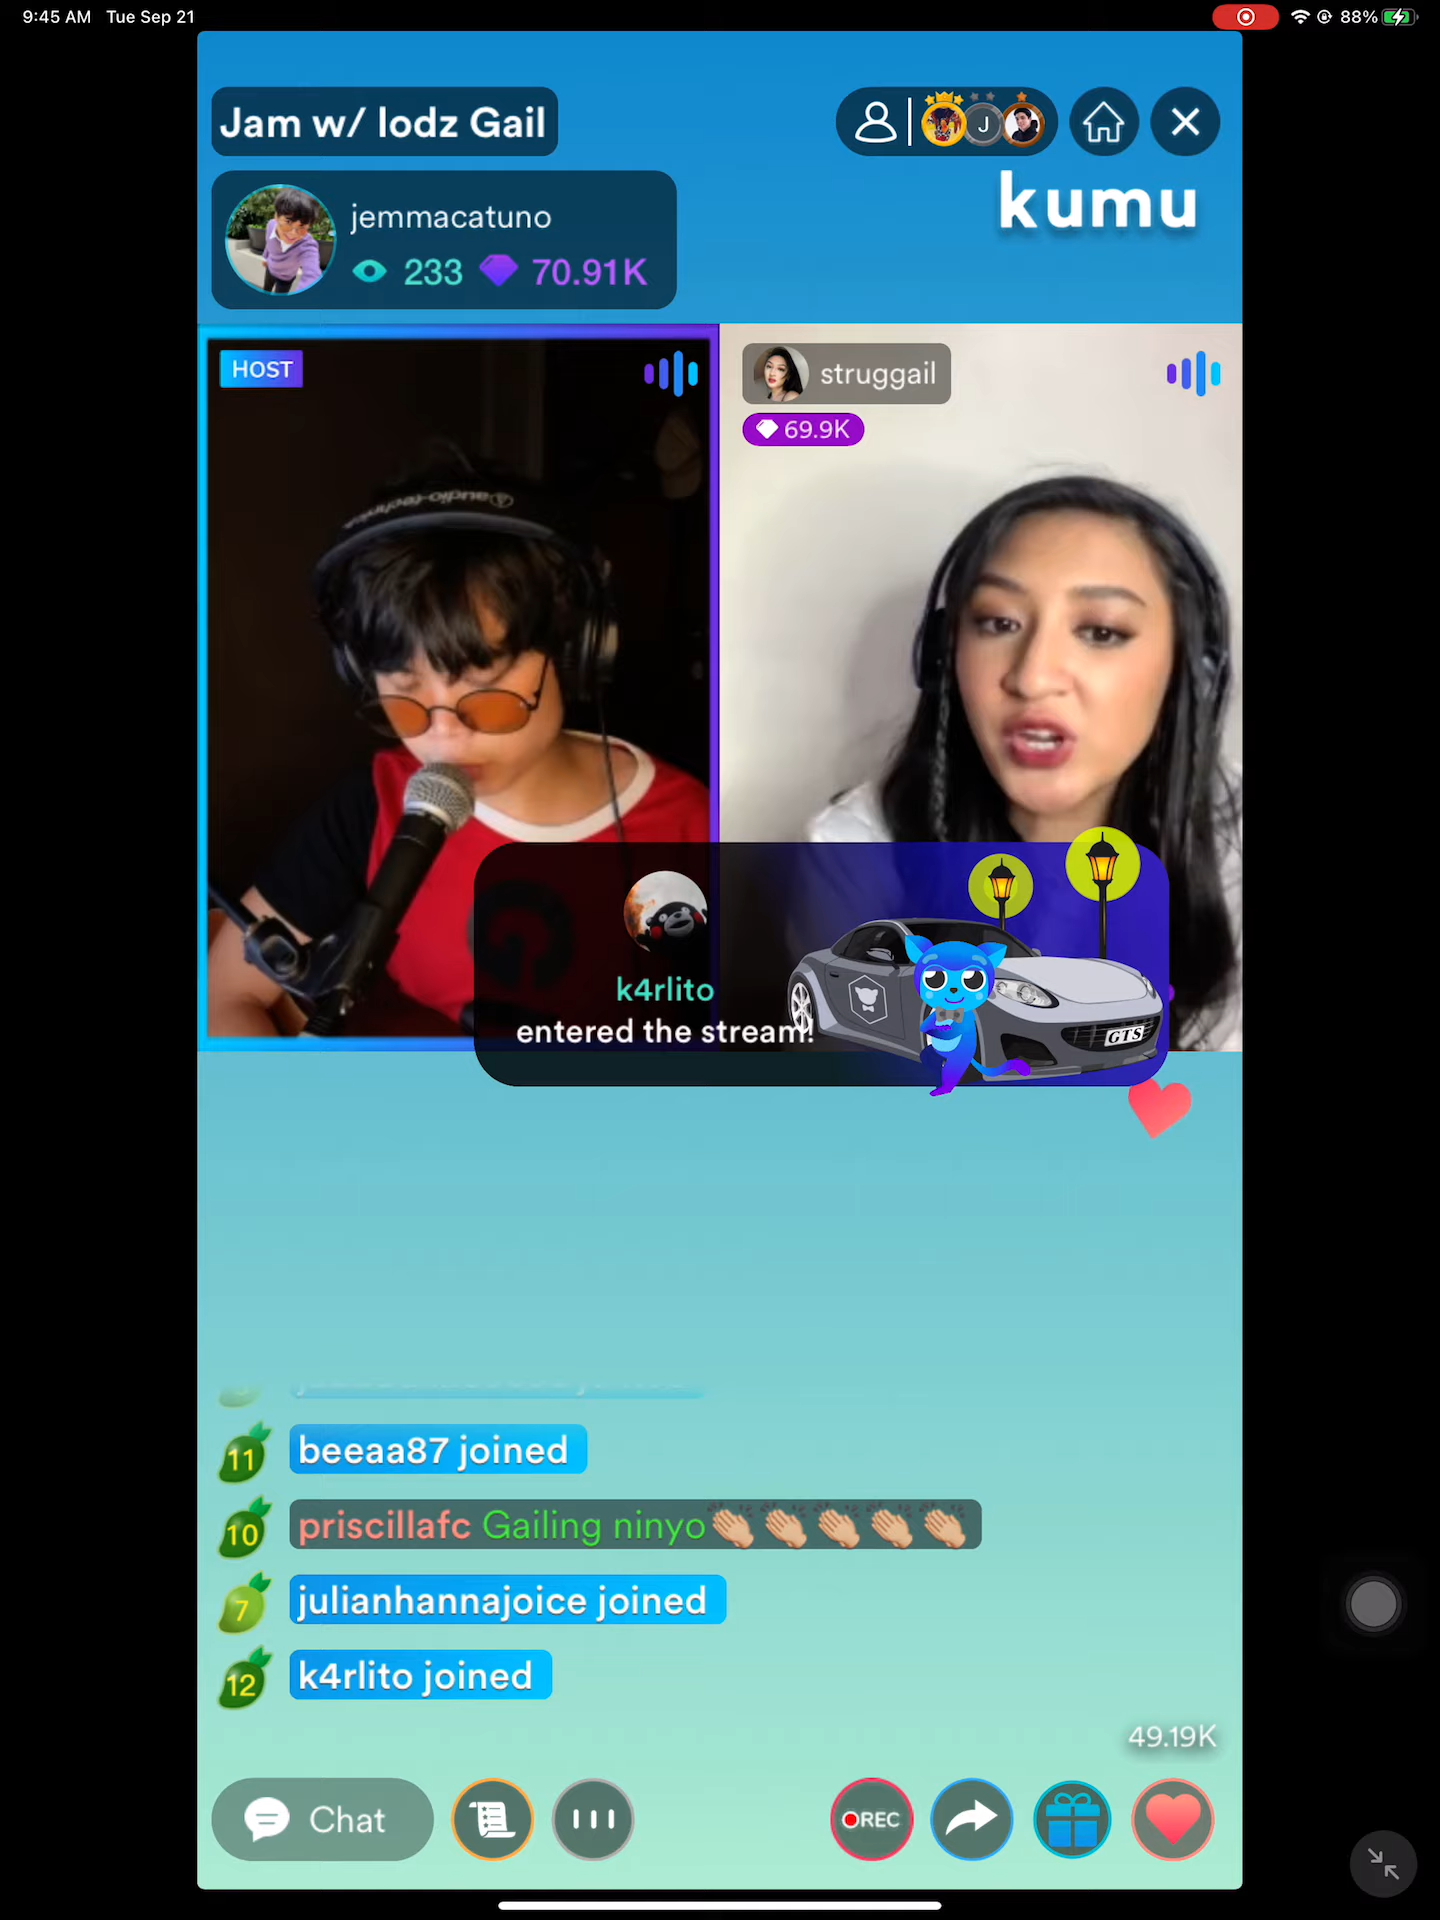 9:45 AM Tue Sep 21
88%
Jam w/ lodz Gail
J
jemmacatuno
233 70.91K
kumu
HOST
audio-technica
struggail
69.9K
k4rlito
entered the stream!
GTS
11 beeaa87 joined
10 priscillafc Gailing ninyo👏🏼👏🏼👏🏼👏🏼👏🏼
7 julianhannajoice joined
12 k4rlito joined
49.19K
Chat
REC